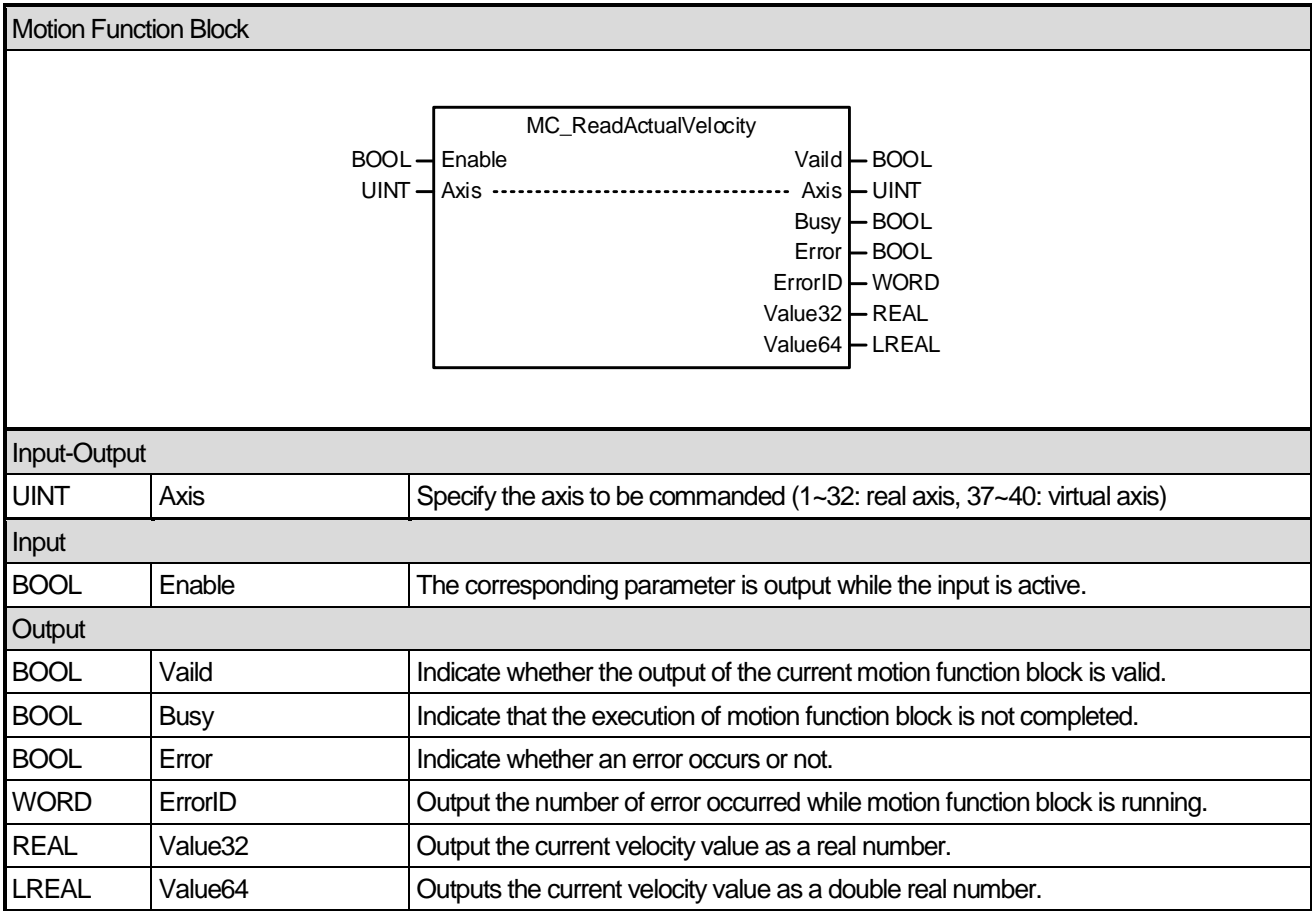 Motion Function Block
MC_ReadActualVelocity
BOOL Enable Vaild BOOL
UINT Axis Axis UINT
Busy BOOL
Error BOOL
ErrorID WORD
Value32 REAL
Value64 LREAL
Input-Output
UINT Axis Specify the axis to be commanded (1~32: real axis, 37~40: virtual axis)
Input
BOOL Enable The corresponding parameter is output while the input is active.
Output
BOOL Vaild Indicate whether the output of the current motion function block is valid.
BOOL Busy Indicate that the execution of motion function block is not completed.
BOOL Error Indicate whether an error occurs or not.
WORD ErrorID Output the number of error occurred while motion function block is running.
REAL Value32 Output the current velocity value as a real number.
LREAL Value64 Outputs the current velocity value as a double real number.